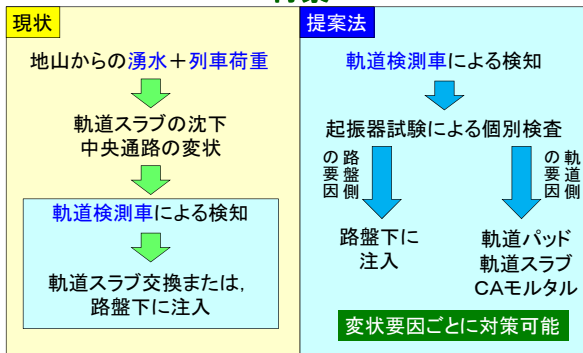 現状
地山からの湧水＋列車荷重
軌道スラブの沈下
中央通路の変状
軌道検測車による検知
軌道スラブ交換または，
路盤下に注入
提案法
軌道検測車による検知
起振器試験による個別検査
路盤側
の要因
軌道側
の要因
路盤下に
注入
軌道パッド
軌道スラブ
CAモルタル
変状要因ごとに対策可能